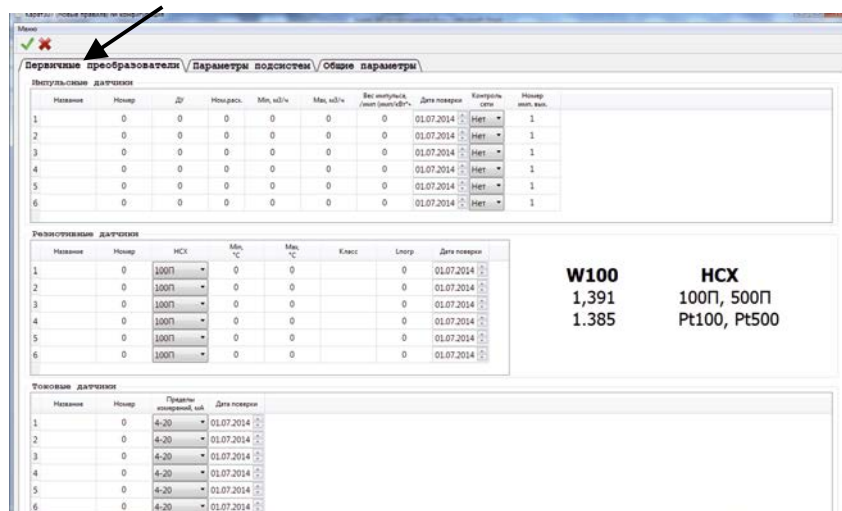 Карат307 (Новые правила) ПИ конфигурация
Меню
Первичные преобразователи Параметры подсистем Общие параметры
Импульсные датчики
Название Номер ДУ Ном.расх. Min, м3/ч Max, м3/ч Вес импульса, Дата поверки Контроль сети Номер имп. вых.
1 0 0 0 0 0 0 01.07.2014 Нет 1
2 0 0 0 0 0 0 01.07.2014 Нет 1
3 0 0 0 0 0 0 01.07.2014 Нет 1
4 0 0 0 0 0 0 01.07.2014 Нет 1
5 0 0 0 0 0 0 01.07.2014 Нет 1
6 0 0 0 0 0 0 01.07.2014 Нет 1
Резистивные датчики
Название Номер НСХ Min, °C Max, °C Класс Lпогр Дата поверки
1 0 100П 0 0 0 01.07.2014
2 0 100П 0 0 0 01.07.2014
3 0 100П 0 0 0 01.07.2014
4 0 100П 0 0 0 01.07.2014
5 0 100П 0 0 0 01.07.2014
6 0 100П 0 0 0 01.07.2014
W100 НСХ
1,391 100П, 500П
1.385 Pt100, Pt500
Токовые датчики
Название Номер Пределы измерений, мА Дата поверки
1 0 4-20 01.07.2014
2 0 4-20 01.07.2014
3 0 4-20 01.07.2014
4 0 4-20 01.07.2014
5 0 4-20 01.07.2014
6 0 4-20 01.07.2014